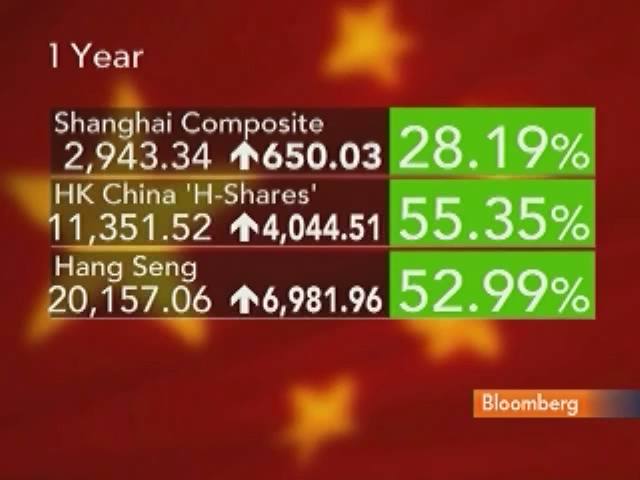 1 Year
Shanghai Composite
2,943.34 ↑650.03 28.19%
HK China 'H-Shares'
11,351.52 ↑4,044.51 55.35%
Hang Seng
20,157.06 ↑6,981.96 52.99%
Bloomberg